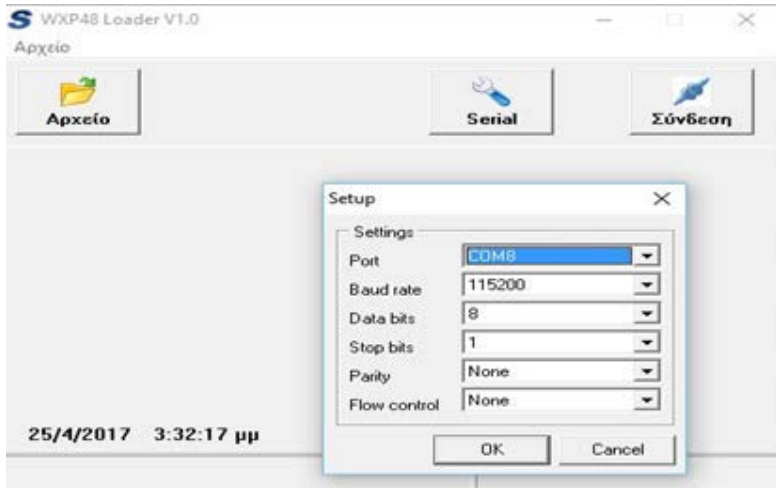 WXP48 Loader V1.0
Αρχείο
Αρχείο
Serial
Σύνδεση
Setup
Settings
Port COM8
Baud rate 115200
Data bits 8
Stop bits 1
Parity None
Flow control None
OK Cancel
25/4/2017 3:32:17 μμ